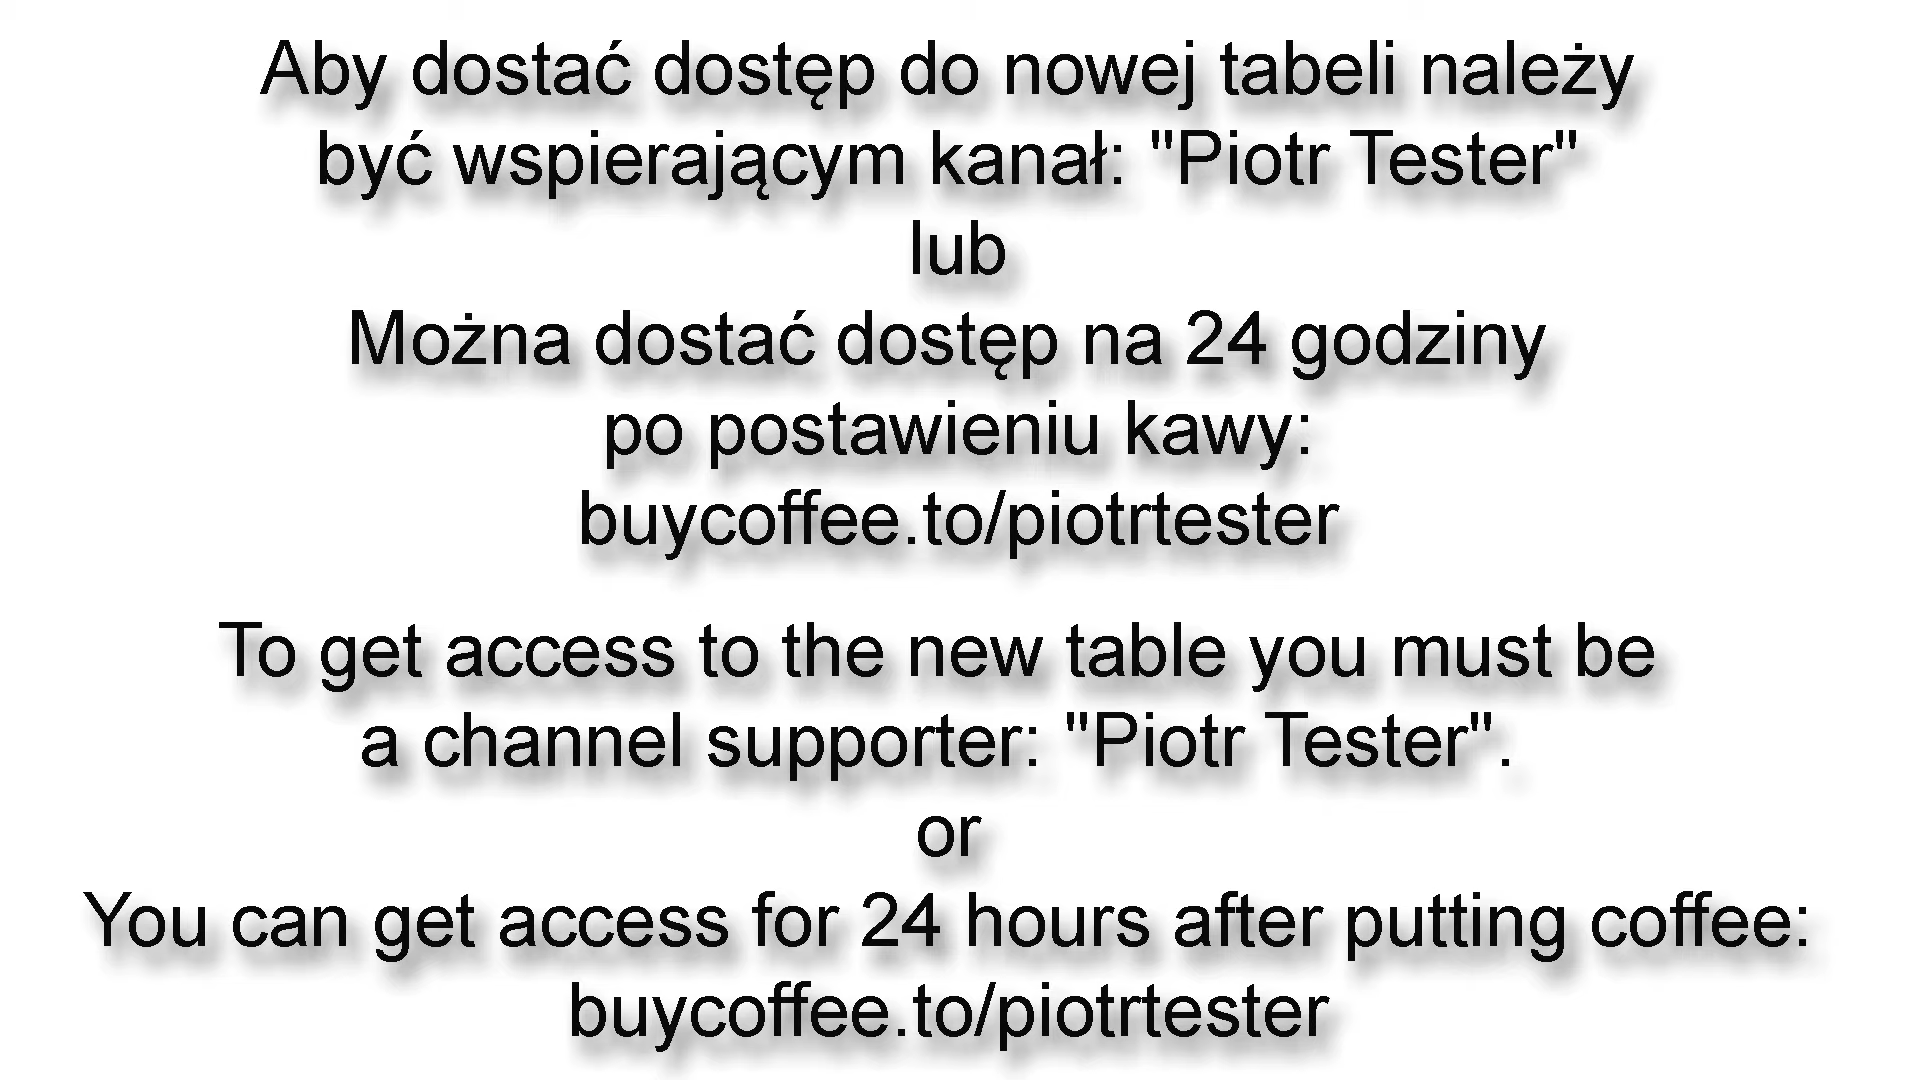 Aby dostać dostęp do nowej tabeli należy
być wspierającym kanał: "Piotr Tester"
lub
Można dostać dostęp na 24 godziny
po postawieniu kawy:
buycoffee.to/piotrtester
To get access to the new table you must be
a channel supporter: "Piotr Tester".
or
You can get access for 24 hours after putting coffee:
buycoffee.to/piotrtester